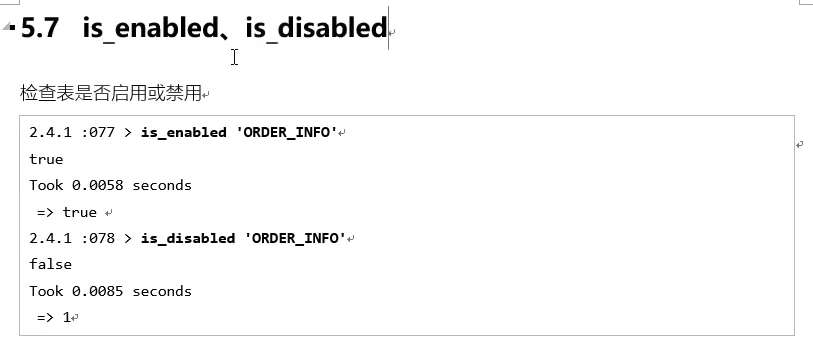 5.7 is_enabled、is_disabled
检查表是否启用或禁用
2.4.1 :077 > is_enabled 'ORDER_INFO'
true
Took 0.0058 seconds
=> true
2.4.1 :078 > is_disabled 'ORDER_INFO'
false
Took 0.0085 seconds
=> 1